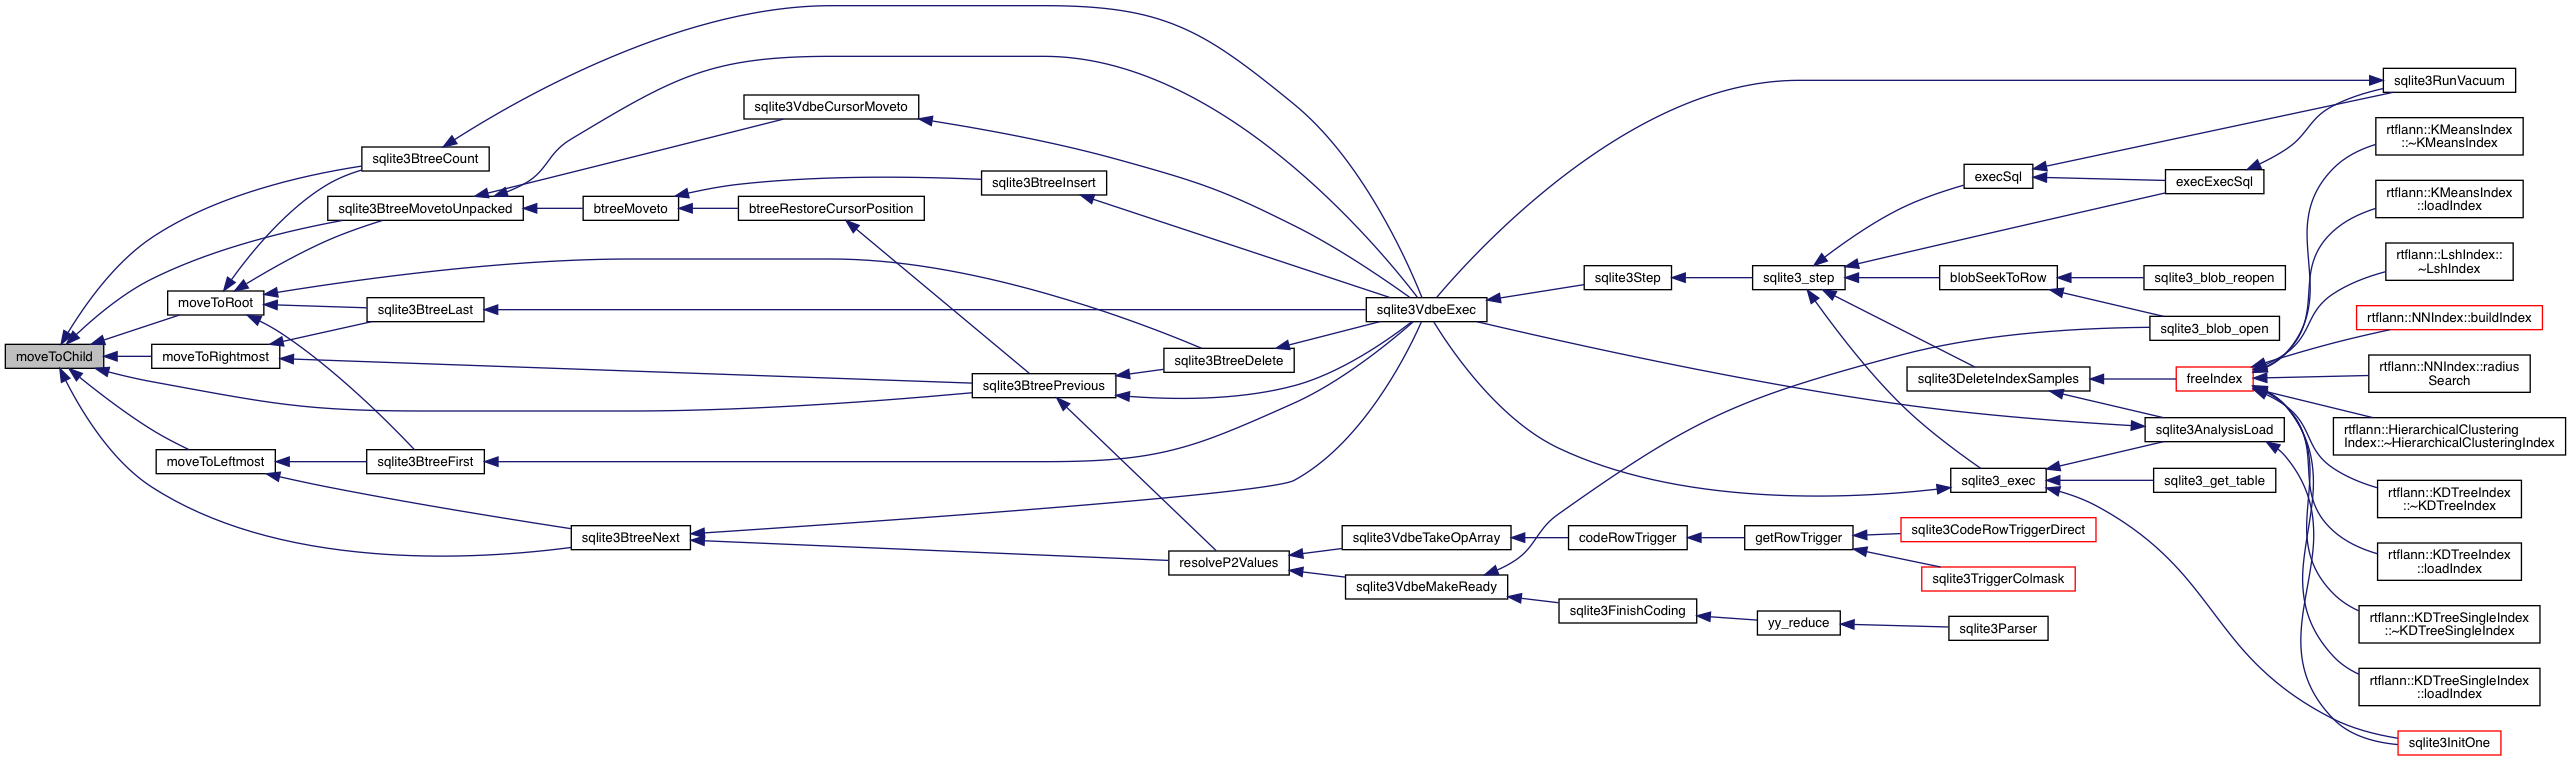 moveToChild
moveToRoot
moveToRightmost
moveToLeftmost
sqlite3BtreeCount
sqlite3BtreeMovetoUnpacked
sqlite3BtreeLast
sqlite3BtreeFirst
sqlite3BtreeNext
btreeMoveto
sqlite3VdbeCursorMoveto
btreeRestoreCursorPosition
sqlite3BtreeInsert
sqlite3BtreePrevious
sqlite3BtreeDelete
resolveP2Values
sqlite3VdbeExec
sqlite3VdbeTakeOpArray
sqlite3VdbeMakeReady
sqlite3Step
codeRowTrigger
sqlite3FinishCoding
sqlite3_step
getRowTrigger
yy_reduce
execSql
blobSeekToRow
sqlite3DeleteIndexSamples
sqlite3_exec
sqlite3CodeRowTriggerDirect
sqlite3TriggerColmask
sqlite3Parser
execExecSql
sqlite3_blob_reopen
sqlite3_blob_open
freeIndex
sqlite3AnalysisLoad
sqlite3_get_table
sqlite3RunVacuum
rtflann::KMeansIndex
::~KMeansIndex
rtflann::KMeansIndex
::loadIndex
rtflann::LshIndex::
~LshIndex
rtflann::NNIndex::buildIndex
rtflann::NNIndex::radius
Search
rtflann::HierarchicalClustering
Index::~HierarchicalClusteringIndex
rtflann::KDTreeIndex
::~KDTreeIndex
rtflann::KDTreeIndex
::loadIndex
rtflann::KDTreeSingleIndex
::~KDTreeSingleIndex
rtflann::KDTreeSingleIndex
::loadIndex
sqlite3InitOne